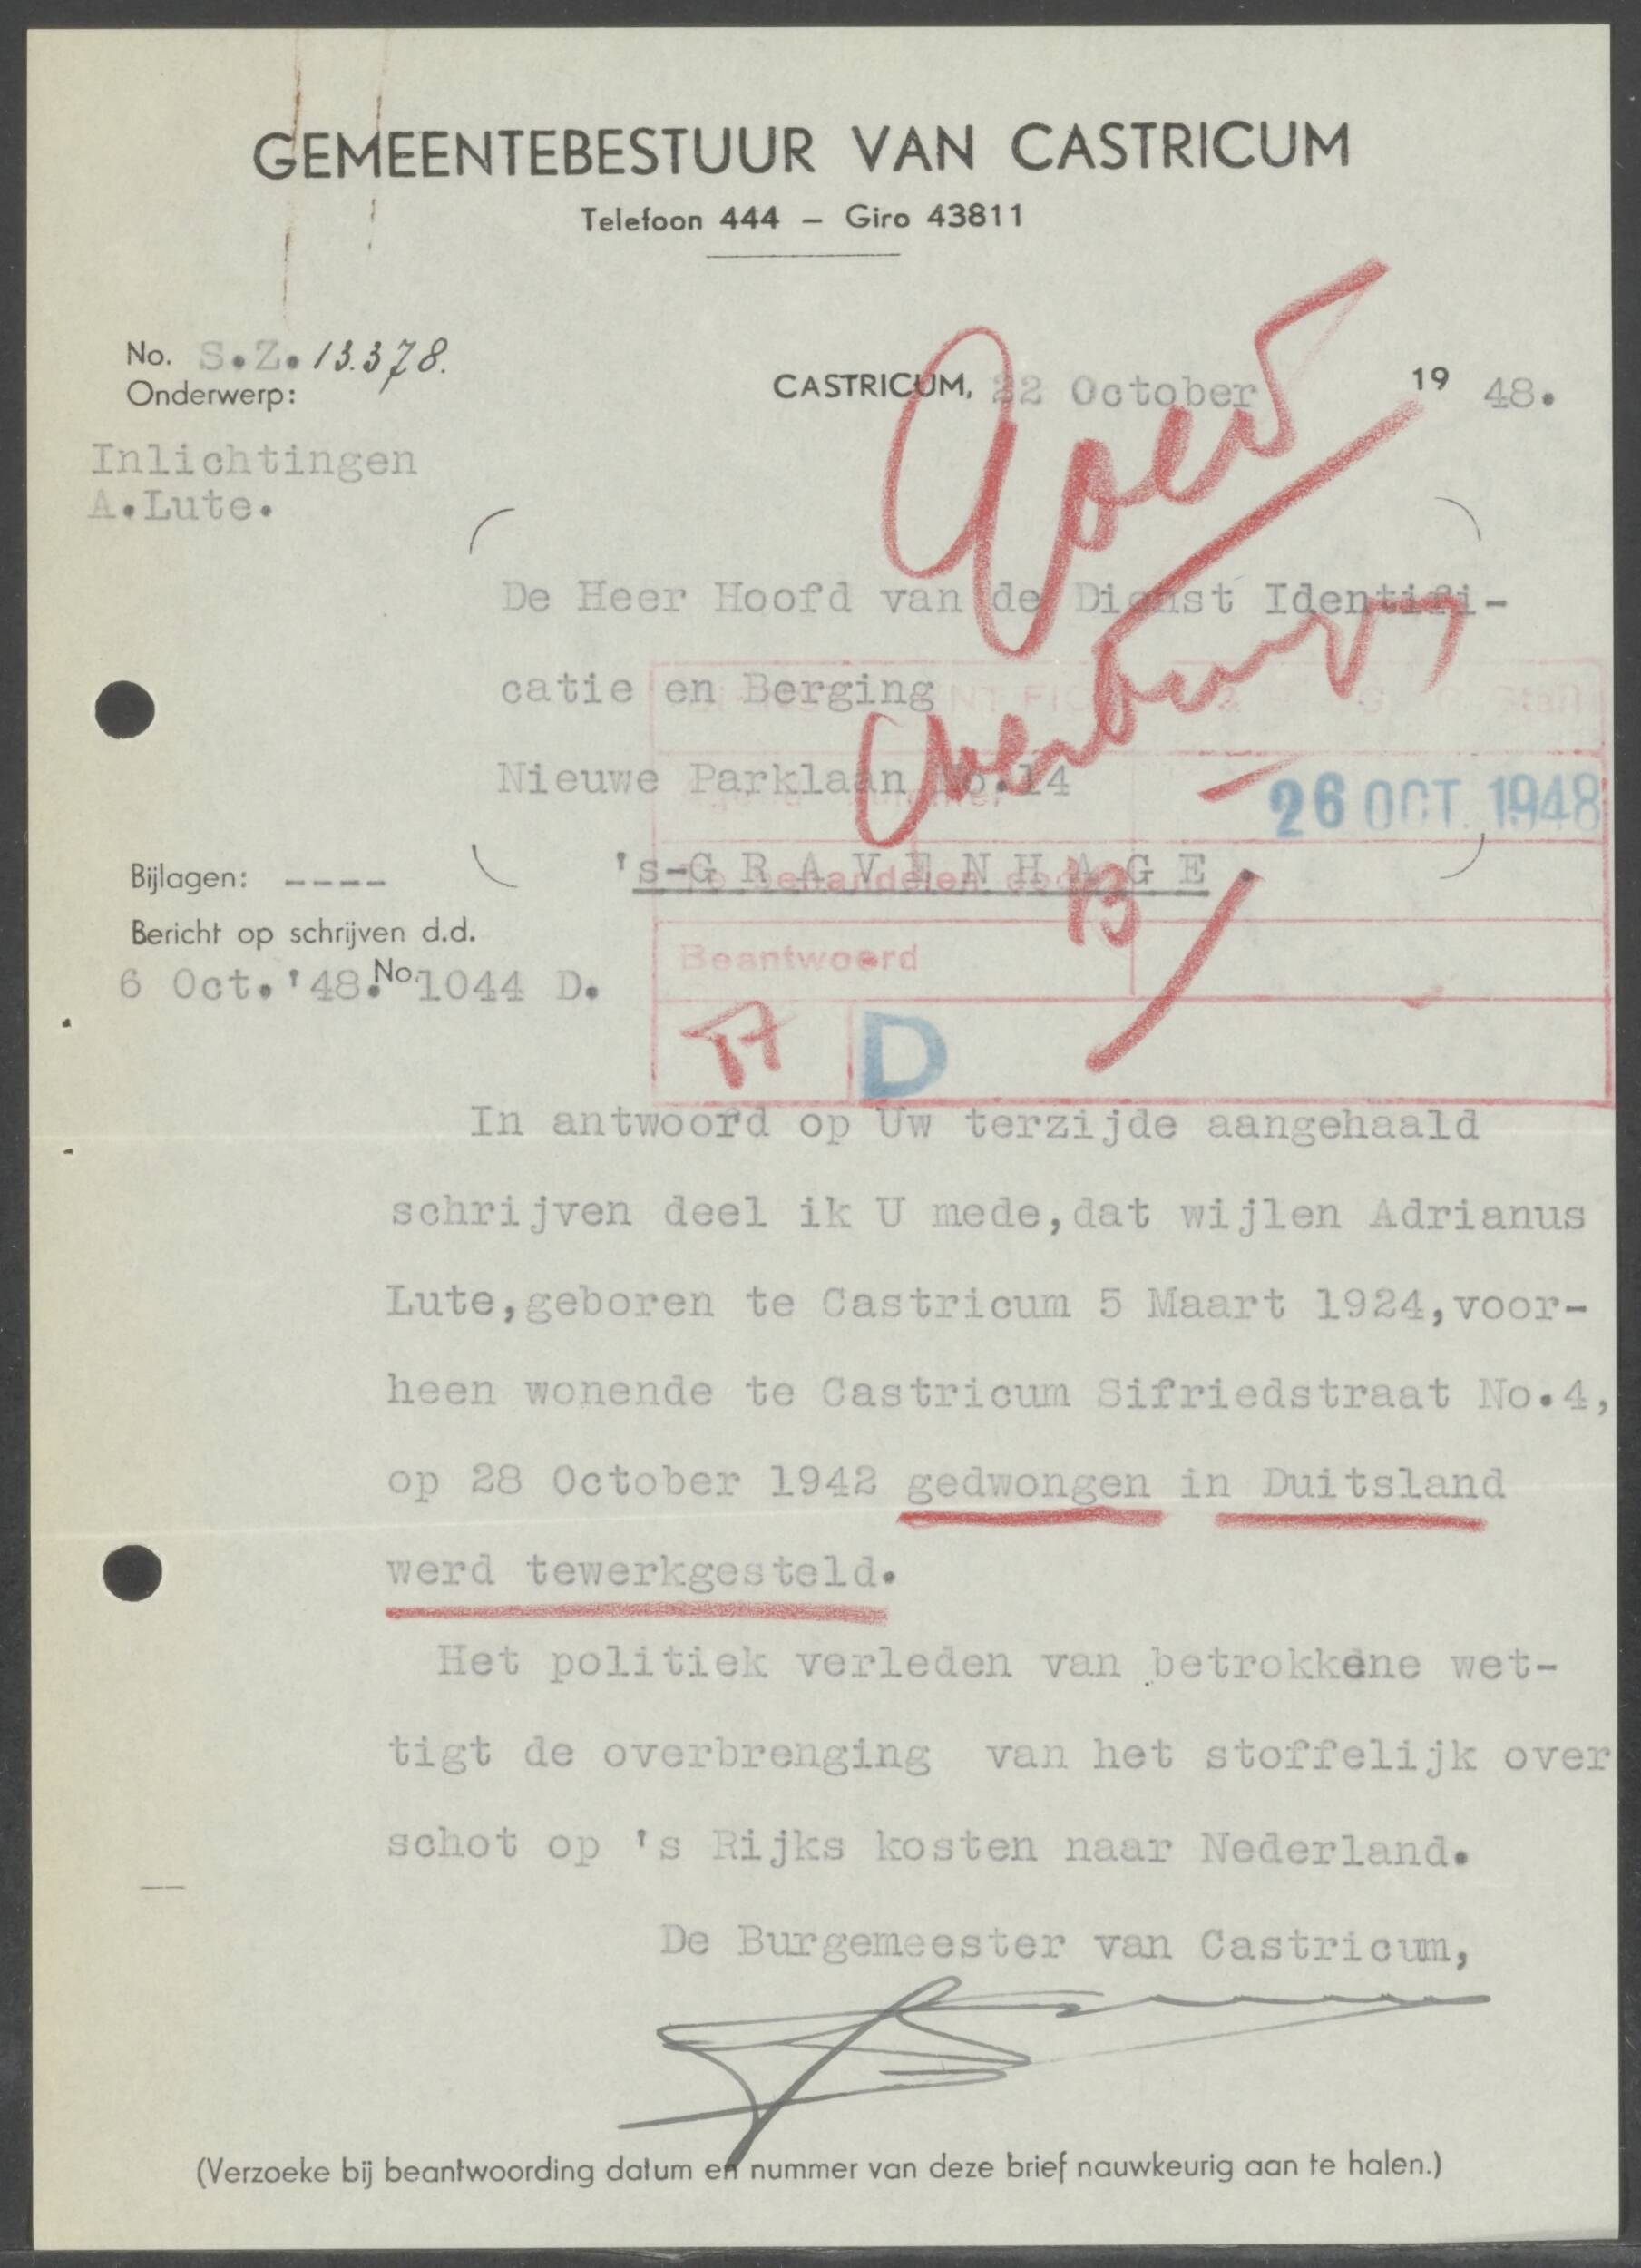 GEMEENTEBESTUUR VAN CASTRICUM
Telefoon 444 – Giro 43811
No. S.Z. 13.378.
Onderwerp:
CASTRICUM, 22 October 19 48.
Inlichtingen
A.Lute.
De Heer Hoofd van de Dienst Identifi-
catie en Berging
Nieuwe Parklaan No.14
26 OCT. 1948
's-GRAVENHAGE.
Te behandelen door
13
Bijlagen: ----
Bericht op schrijven d.d.
6 Oct.'48. No. 1044 D.
Beantwoord
D
In antwoord op Uw terzijde aangehaald
schrijven deel ik U mede,dat wijlen Adrianus
Lute,geboren te Castricum 5 Maart 1924,voor-
heen wonende te Castricum Sifriedstraat No.4,
op 28 October 1942 gedwongen in Duitsland
werd tewerkgesteld.
Het politiek verleden van betrokkene wet-
tigt de overbrenging van het stoffelijk over
schot op 's Rijks kosten naar Nederland.
De Burgemeester van Castricum,
(Verzoeke bij beantwoording datum en nummer van deze brief nauwkeurig aan te halen.)